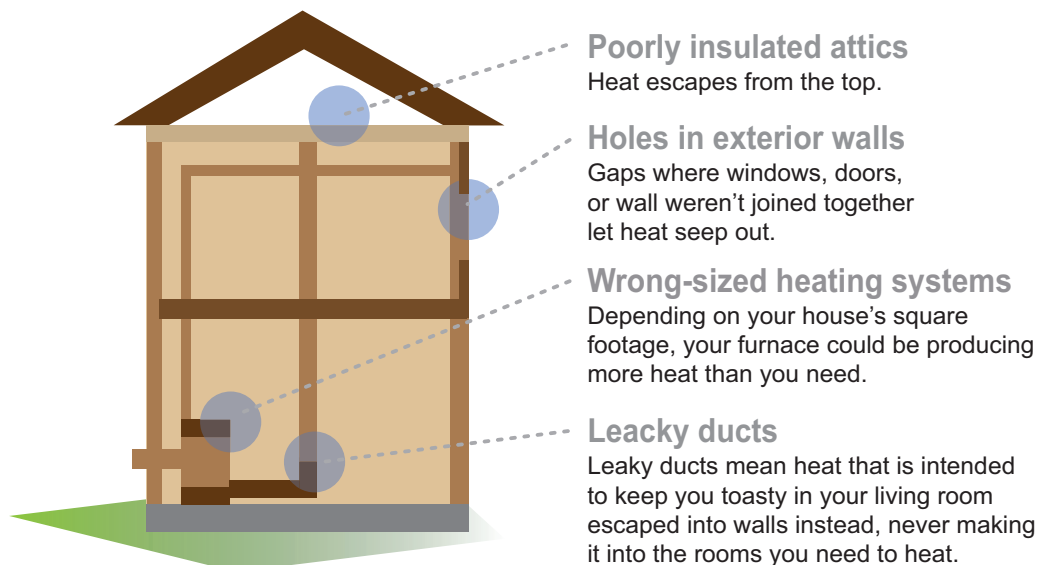 Poorly insulated attics
Heat escapes from the top.
Holes in exterior walls
Gaps where windows, doors,
or wall weren't joined together
let heat seep out.
Wrong-sized heating systems
Depending on your house's square
footage, your furnace could be producing
more heat than you need.
Leacky ducts
Leaky ducts mean heat that is intended
to keep you toasty in your living room
escaped into walls instead, never making
it into the rooms you need to heat.